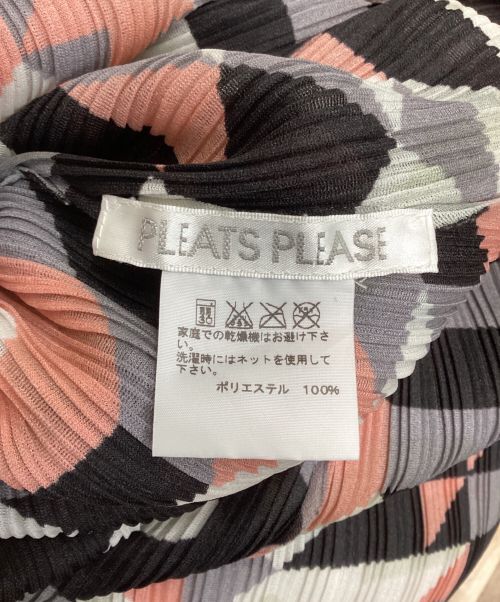 PLEATS PLEASE
家庭での乾燥機はお避け下さ
い。
洗濯時にはネットを使用して
下さい。
ポリエステル 100%